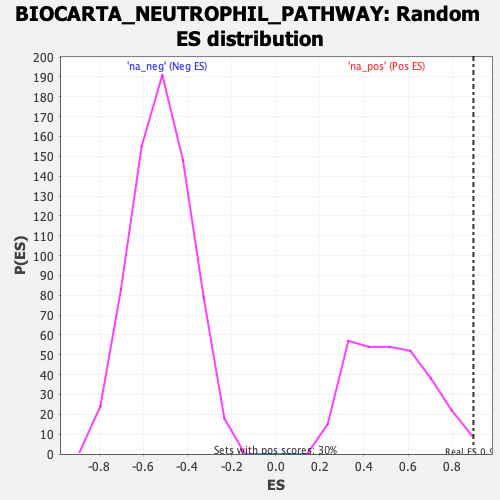 BIOCARTA_NEUTROPHIL_PATHWAY: Random
ES distribution
'na_neg' (Neg ES)
'na_pos' (Pos ES)
P(ES)
200
190
180
170
160
150
140
130
120
110
100
90
80
70
60
50
40
30
20
10
0
Sets with pos scores: 30%
Real ES 0.9
-0.8 -0.6 -0.4 -0.2 0.0 0.2 0.4 0.6 0.8
ES